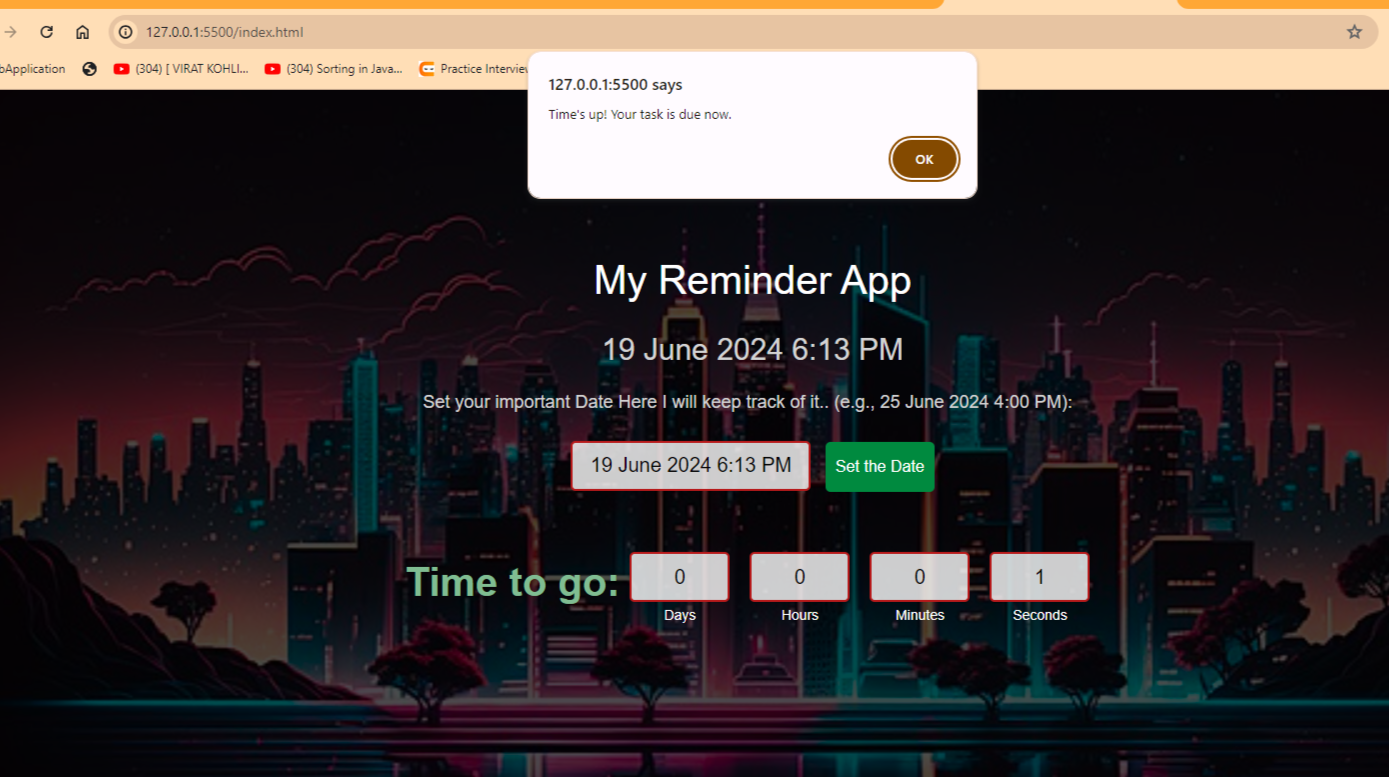 127.0.0.1:5500/index.html
bApplication (304) [ VIRAT KOHLI... (304) Sorting in Java... Practice Intervie
127.0.0.1:5500 says
Time's up! Your task is due now.
OK
My Reminder App
19 June 2024 6:13 PM
Set your important Date Here I will keep track of it.. (e.g., 25 June 2024 4:00 PM):
19 June 2024 6:13 PM Set the Date
Time to go: 0 0 0 1
Days Hours Minutes Seconds